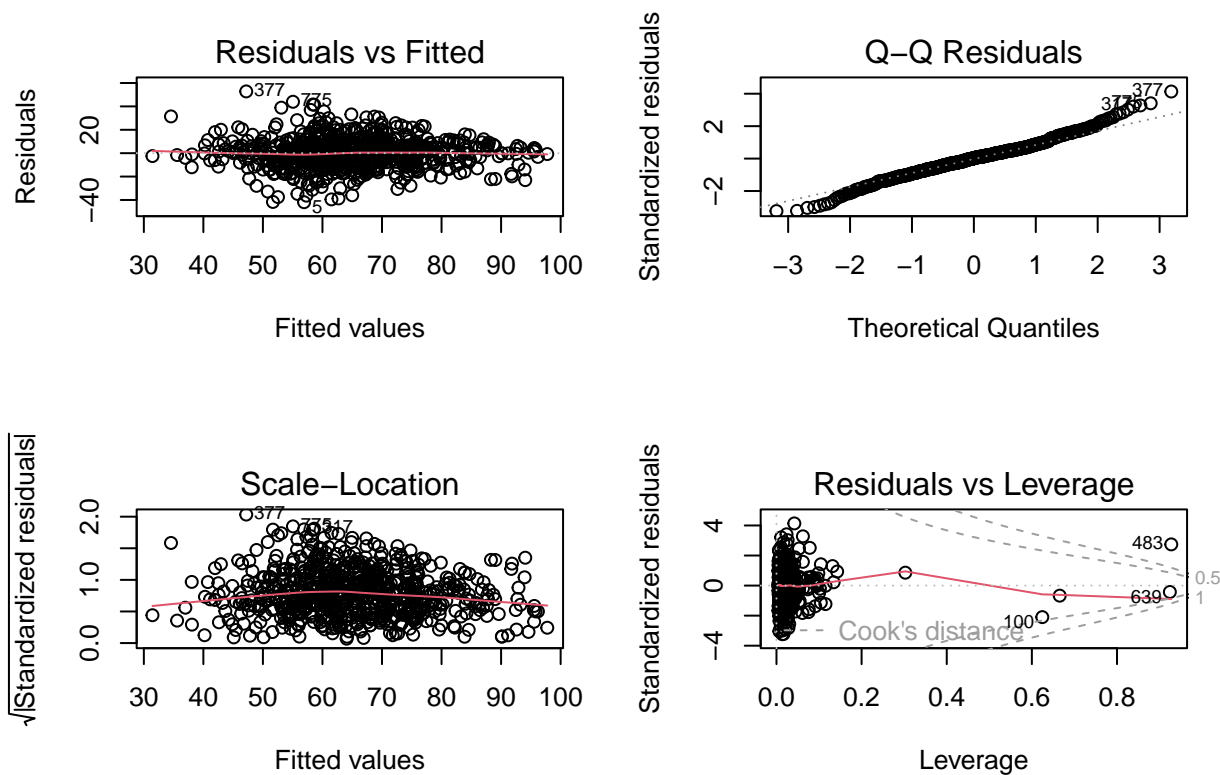 Residuals vs Fitted
Residuals
20
−40
377
775
5
30 40 50 60 70 80 90 100
Fitted values
Q−Q Residuals
Standardized residuals
2
−2
377
−3 −2 −1 0 1 2 3
Theoretical Quantiles
Scale−Location
√|Standardized residuals|
2.0
1.0
0.0
377
30 40 50 60 70 80 90 100
Fitted values
Residuals vs Leverage
Standardized residuals
4
0
−4
483
639
100
0.5
1
Cook's distance
0.0 0.2 0.4 0.6 0.8
Leverage